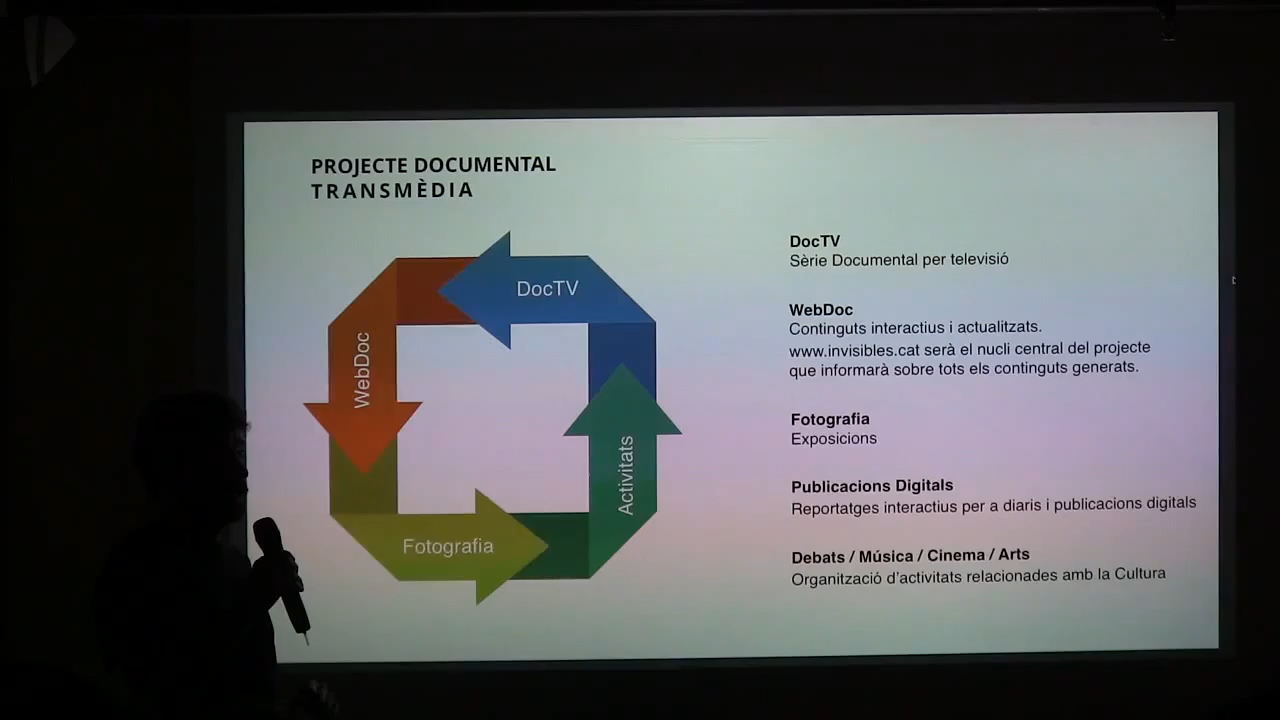 PROJECTE DOCUMENTAL
TRANSMÈDIA
DocTV
WebDoc
Fotografia
Activitats
DocTV
Sèrie Documental per televisió
WebDoc
Continguts interactius i actualitzats.
www.invisibles.cat serà el nucli central del projecte
que informarà sobre tots els continguts generats.
Fotografia
Exposicions
Publicacions Digitals
Reportatges interactius per a diaris i publicacions digitals
Debats / Música / Cinema / Arts
Organització d'activitats relacionades amb la Cultura